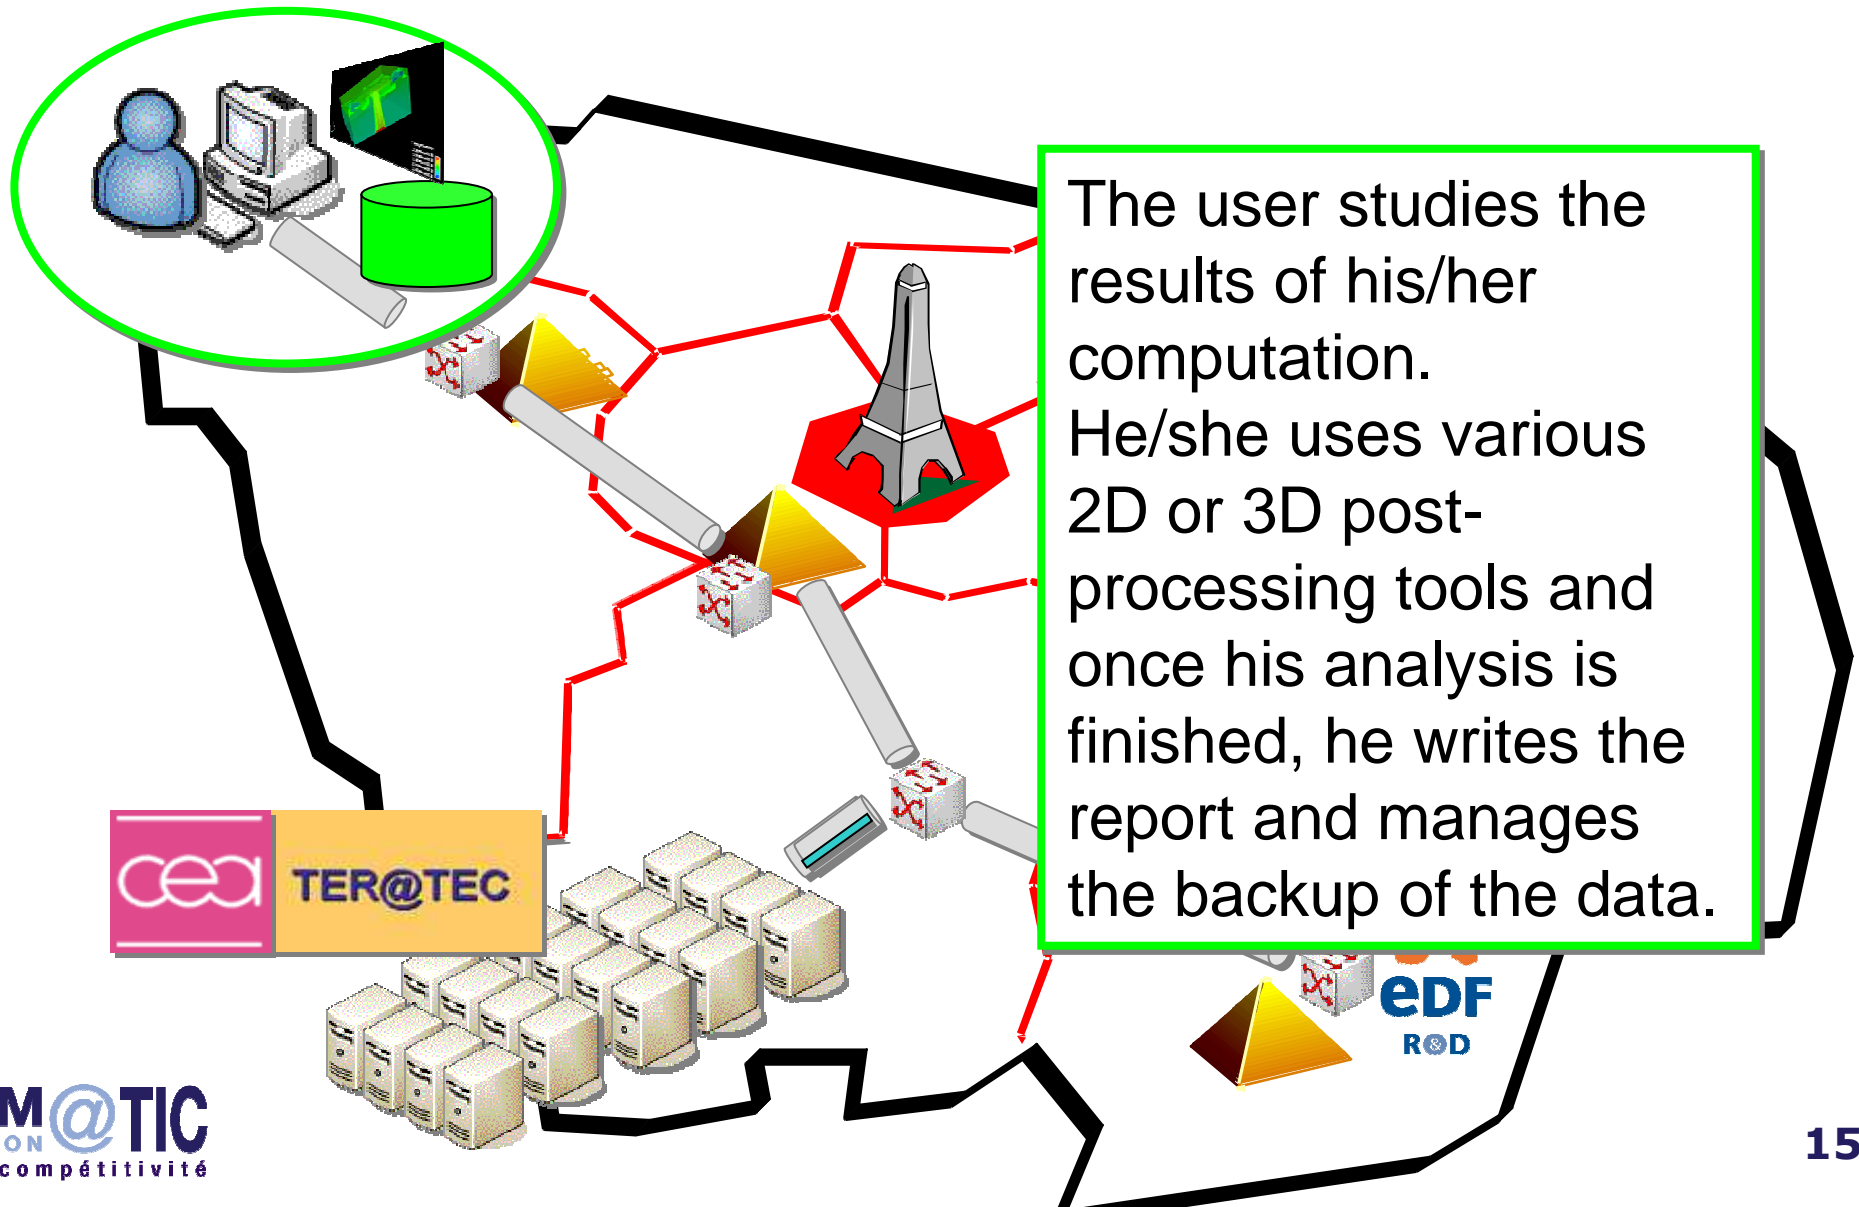 The user studies the
results of his/her
computation.
He/she uses various
2D or 3D post-
processing tools and
once his analysis is
finished, he writes the
report and manages
the backup of the data.
cea
TER@TEC
eDF
R&D
M@TIC
ON
compétitivité
15